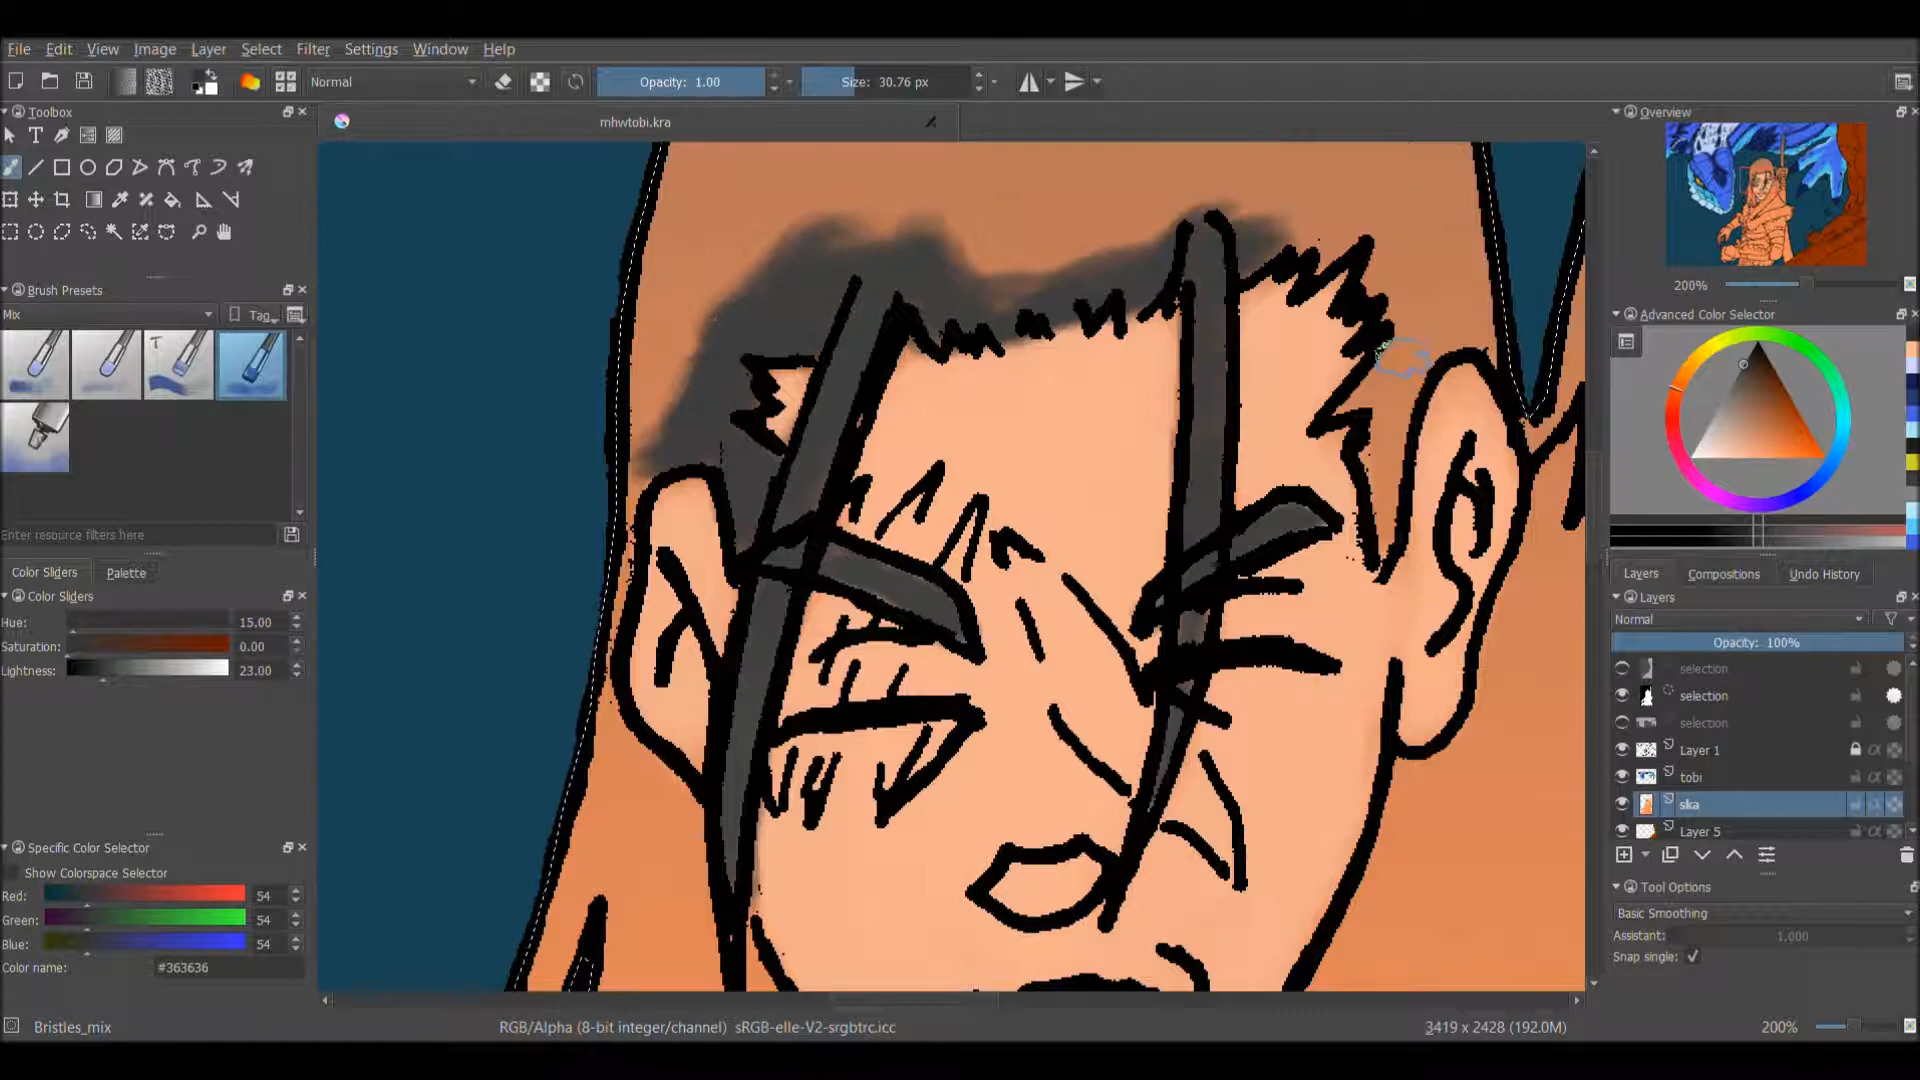 File Edit View Image Layer Select Filter Settings Window Help
Normal Opacity: 1.00 Size: 30.76 px
Toolbox
mhwtobi.kra
Overview
200%
Brush Presets
Mix Tag
Enter resource filters here
Color Sliders Palette
Color Sliders
Hue: 15.00
Saturation: 0.00
Lightness: 23.00
Specific Color Selector
Show Colorspace Selector
Red: 54
Green: 54
Blue: 54
Color name: #363636
Advanced Color Selector
Layers Compositions Undo History
Layers
Normal
Opacity: 100%
selection
selection
selection
Layer 1
tobi
ska
Layer 5
Tool Options
Basic Smoothing
Assistant: 1.000
Snap single:
Bristles_mix RGB/Alpha (8-bit integer/channel) sRGB-elle-V2-srgbtrc.icc 3419 x 2428 (192.0M) 200%